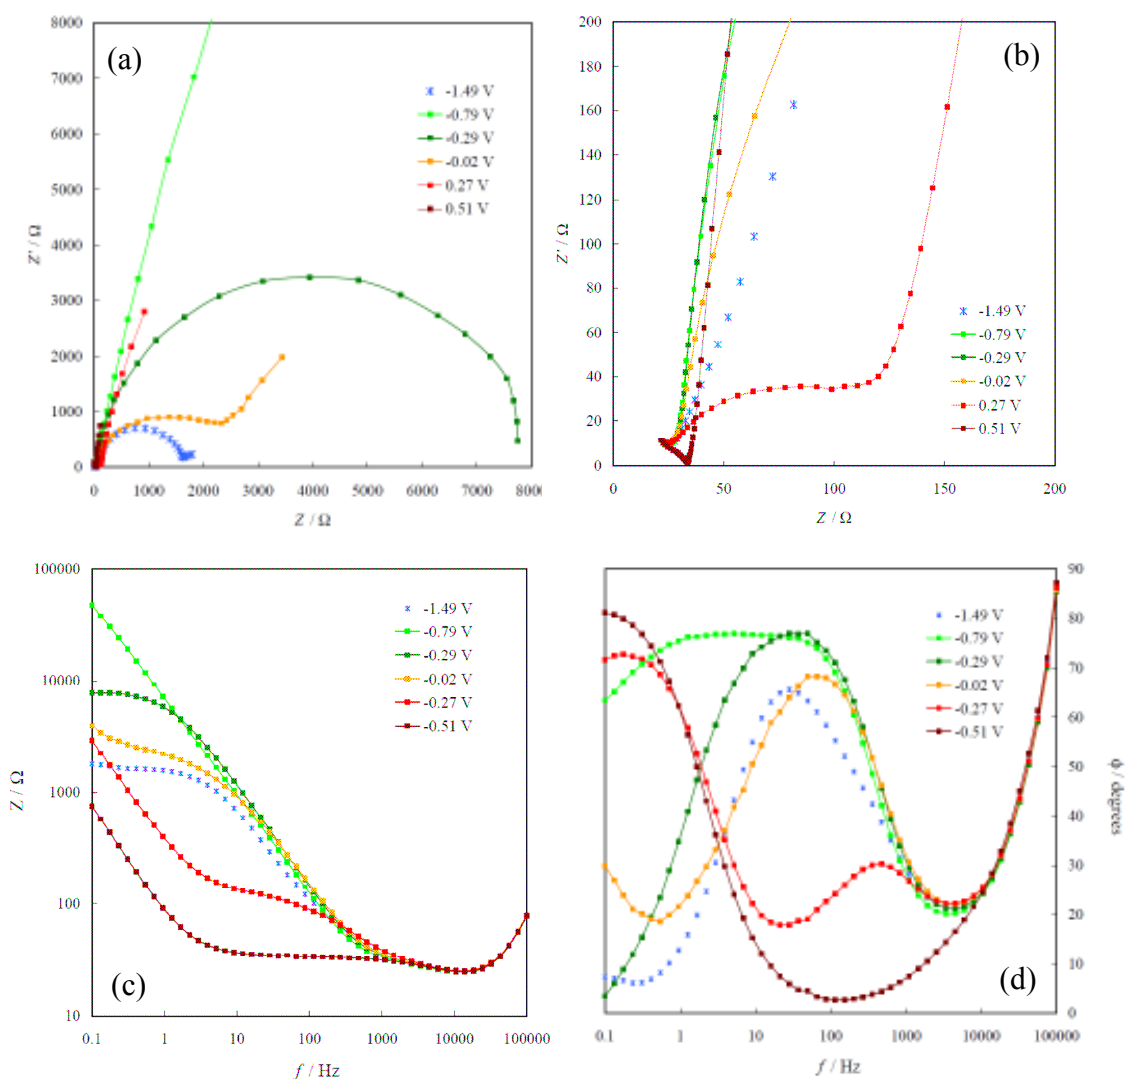 (a)
8000
7000
6000
5000
4000
3000
2000
1000
0
Z' / Ω
-1.49 V
-0.79 V
-0.29 V
-0.02 V
0.27 V
0.51 V
0 1000 2000 3000 4000 5000 6000 7000 8000
Z / Ω
(b)
200
180
160
140
120
100
80
60
40
20
0
Z' / Ω
-1.49 V
-0.79 V
-0.29 V
-0.02 V
0.27 V
0.51 V
0 50 100 150 200
Z / Ω
100000
10000
1000
100
10
Z / Ω
-1.49 V
-0.79 V
-0.29 V
-0.02 V
-0.27 V
-0.51 V
(c)
0.1 1 10 100 1000 10000 100000
f / Hz
90
80
70
60
50
40
30
20
10
0
ϕ / degrees
-1.49 V
-0.79 V
-0.29 V
-0.02 V
-0.27 V
-0.51 V
(d)
0.1 1 10 100 1000 10000 100000
f / Hz